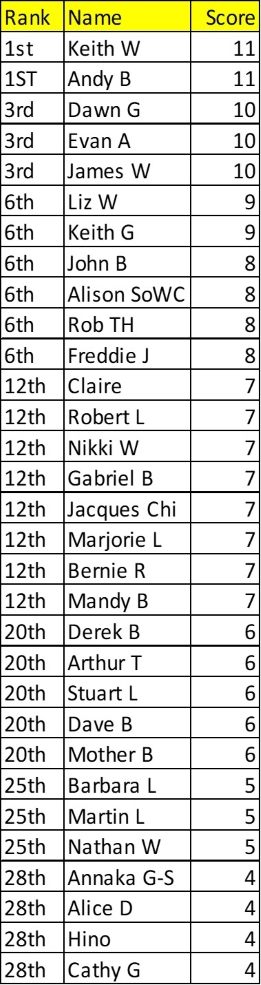 Rank Name Score
1st Keith W 11
1ST Andy B 11
3rd Dawn G 10
3rd Evan A 10
3rd James W 10
6th Liz W 9
6th Keith G 9
6th John B 8
6th Alison SoWC 8
6th Rob TH 8
6th Freddie J 8
12th Claire 7
12th Robert L 7
12th Nikki W 7
12th Gabriel B 7
12th Jacques Chi 7
12th Marjorie L 7
12th Bernie R 7
12th Mandy B 7
20th Derek B 6
20th Arthur T 6
20th Stuart L 6
20th Dave B 6
20th Mother B 6
25th Barbara L 5
25th Martin L 5
25th Nathan W 5
28th Annaka G-S 4
28th Alice D 4
28th Hino 4
28th Cathy G 4